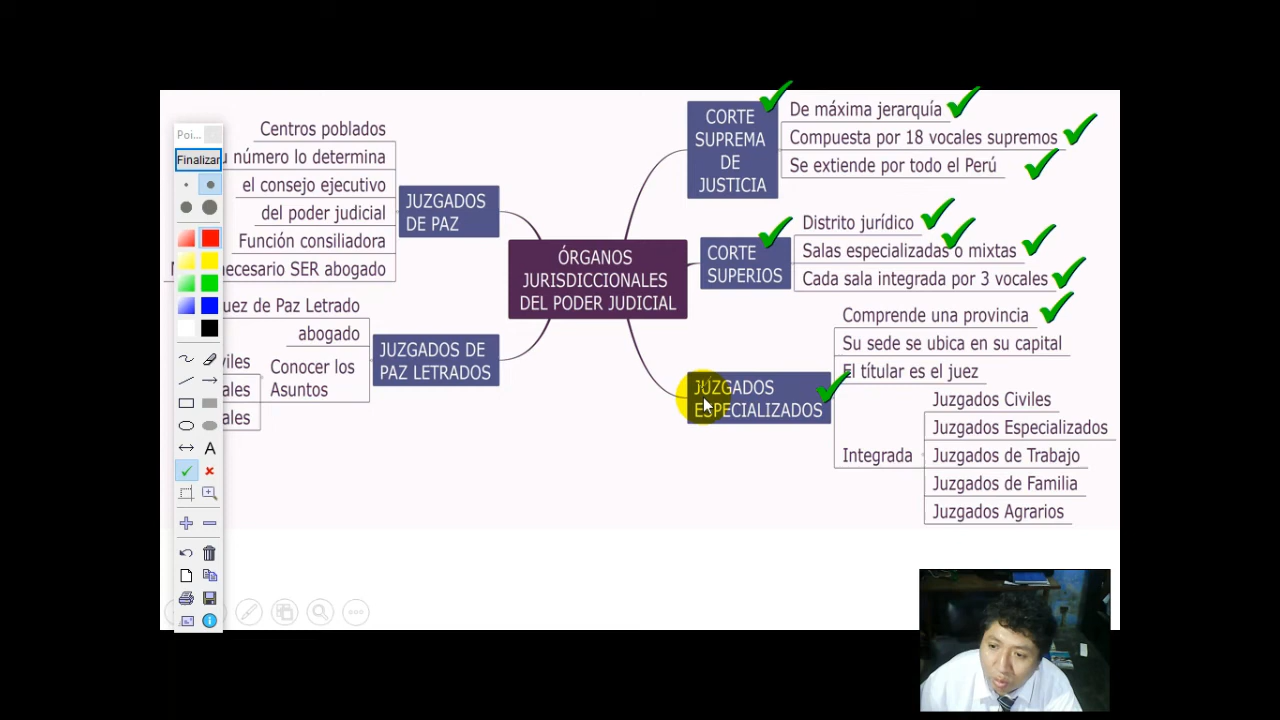 Poi...
Finalizar
Centros poblados
número lo determina
el consejo ejecutivo
del poder judicial
Función consiliadora
necesario SER abogado
JUZGADOS
DE PAZ
uez de Paz Letrado
abogado
Conocer los
Asuntos
viles
ales
ales
JUZGADOS DE
PAZ LETRADOS
ÓRGANOS
JURISDICCIONALES
DEL PODER JUDICIAL
CORTE
SUPREMA
DE
JUSTICIA
De máxima jerarquía
Compuesta por 18 vocales supremos
Se extiende por todo el Perú
CORTE
SUPERIOS
Distrito jurídico
Salas especializadas o mixtas
Cada sala integrada por 3 vocales
JUZGADOS
ESPECIALIZADOS
Comprende una provincia
Su sede se ubica en su capital
El títular es el juez
Integrada
Juzgados Civiles
Juzgados Especializados
Juzgados de Trabajo
Juzgados de Familia
Juzgados Agrarios